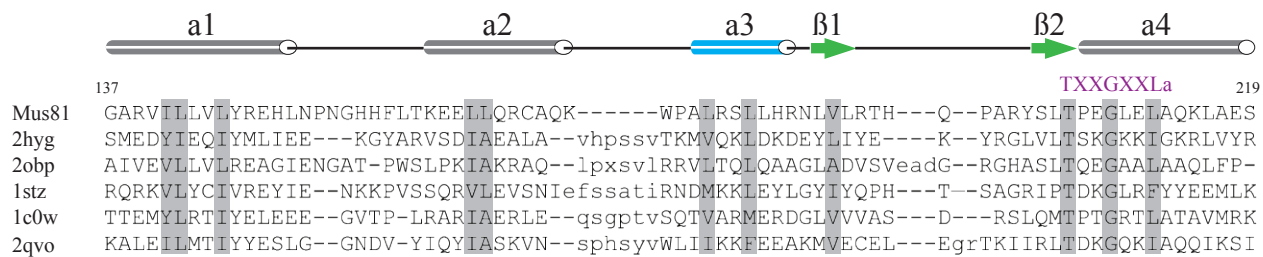 a1 a2 a3 ß1 ß2 a4
TXXGXXLa
137 219
Mus81 GARVILLVLYREHLNPNGHHFLTKEELLQRCAQK------WPALRSLLHRNLVLRTH---Q--PARYSLTPEGLELAQKLAES
2hyg SMEDYIEQIYMLIEE---KGYARVSDIAEALA-vhpssvTKMVQKLDKDEYLIYE-----K---YRGLVLTSKGKKIGKRLVYR
2obp AIVEVLLVLREAGIENGAT-PWSLPKIAKRAQ-lpxsvlRRVLTQLQAAGLADVSVeadG---RGHASLTQEGAALAAQLFP-
1stz RQRKVLYCIVREYIE--NKKPVSSQRVLEVSNIefssatiRNDMKKLEYLGYIYQPH---T--SAGRIPTDKGLRFYYEEMLK
1c0w TTEMYLRTIYELEEE--GVTP-LRARIAERLE--qsgptvSQTVARMERDGLVVVAS---D---RSLQMTPTGRTLATAVMRK
2qvo KALEILMTIYYESLG--GNDV-YIQYIASKVN--sphsyvWLIIKKFEEAKMVECEL---EgrTKIIRLTDKGQKIAQQIKSI